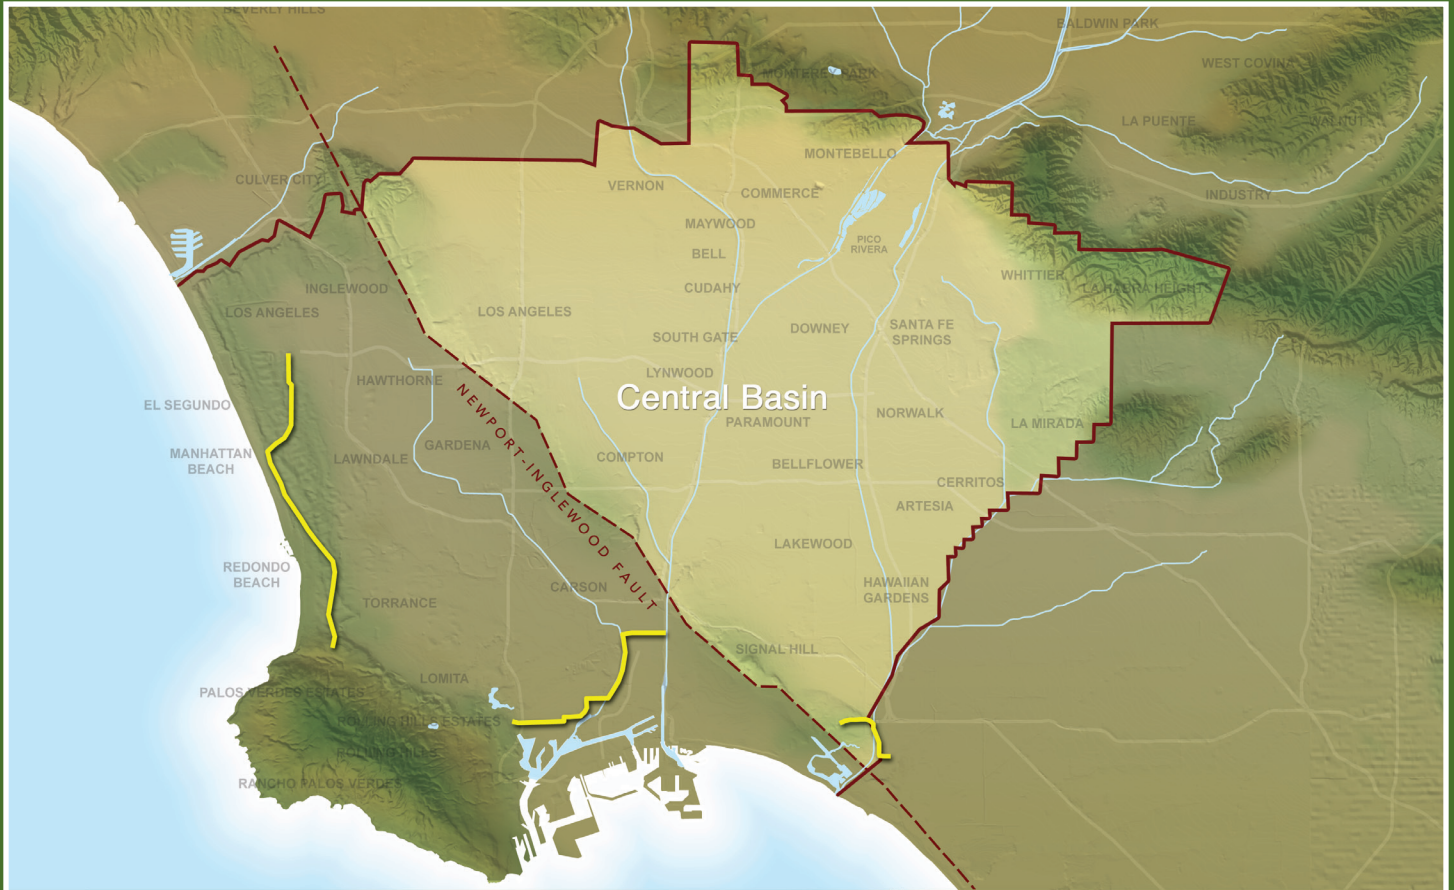 BEVERLY HILLS
BALDWIN PARK
WEST COVINA
MONTEREY PARK
LA PUENTE
WALNUT
MONTEBELLO
CULVER CITY
VERNON
COMMERCE
INDUSTRY
MAYWOOD
PICO
RIVERA
BELL
WHITTIER
LA HABRA HEIGHTS
INGLEWOOD
CUDAHY
LOS ANGELES
LOS ANGELES
DOWNEY
SANTA FE
SPRINGS
SOUTH GATE
LYNWOOD
HAWTHORNE
Central Basin
EL SEGUNDO
NORWALK
PARAMOUNT
LA MIRADA
NEWPORT-INGLEWOOD FAULT
GARDENA
MANHATTAN
BEACH
LAWNDALE
COMPTON
BELLFLOWER
CERRITOS
ARTESIA
LAKEWOOD
REDONDO
BEACH
CARSON
HAWAIIAN
GARDENS
TORRANCE
SIGNAL HILL
LOMITA
PALOS VERDES ESTATES
ROLLING HILLS ESTATES
ROLLING HILLS
RANCHO PALOS VERDES